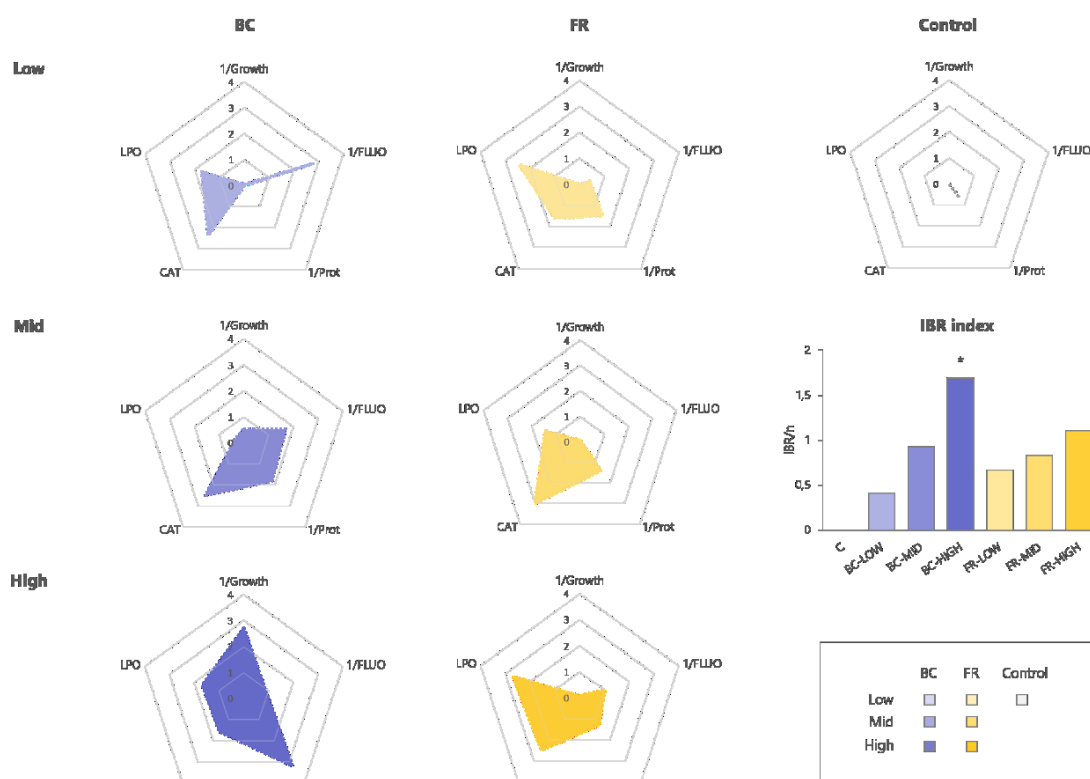 BC
FR
Control
Low
1/Growth
4
3
2
1
0
LPO
1/FLUO
CAT
1/Prot
1/Growth
4
3
2
1
0
LPO
1/FLUO
CAT
1/Prot
1/Growth
4
3
2
1
0
LPO
1/FLUO
CAT
1/Prot
Mid
1/Growth
4
3
2
1
0
LPO
1/FLUO
CAT
1/Prot
1/Growth
4
3
2
1
0
LPO
1/FLUO
CAT
1/Prot
IBR index
IBR/n
2
1,5
1
0,5
0
*
C
BC-LOW
BC-MID
BC-HIGH
FR-LOW
FR-MID
FR-HIGH
High
1/Growth
4
3
2
1
0
LPO
1/FLUO
1/Growth
4
3
2
1
0
LPO
1/FLUO
BC FR Control
Low
Mid
High